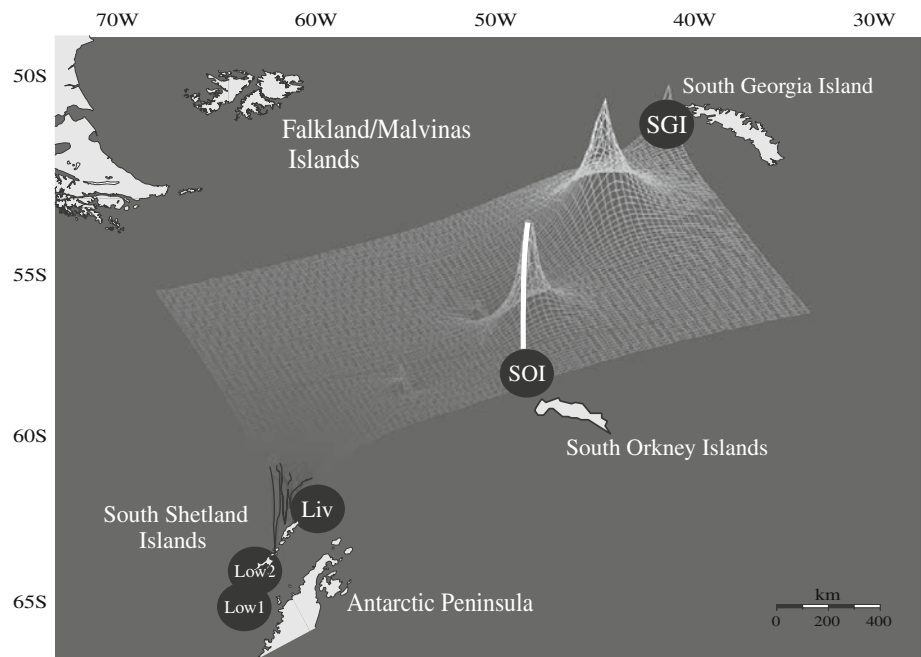 70W 60W 50W 40W 30W
50S
South Georgia Island
SGI
Falkland/Malvinas
Islands
55S
SOI
60S
South Orkney Islands
Liv
South Shetland
Islands
Low2
65S
Low1
Antarctic Peninsula
km
0 200 400